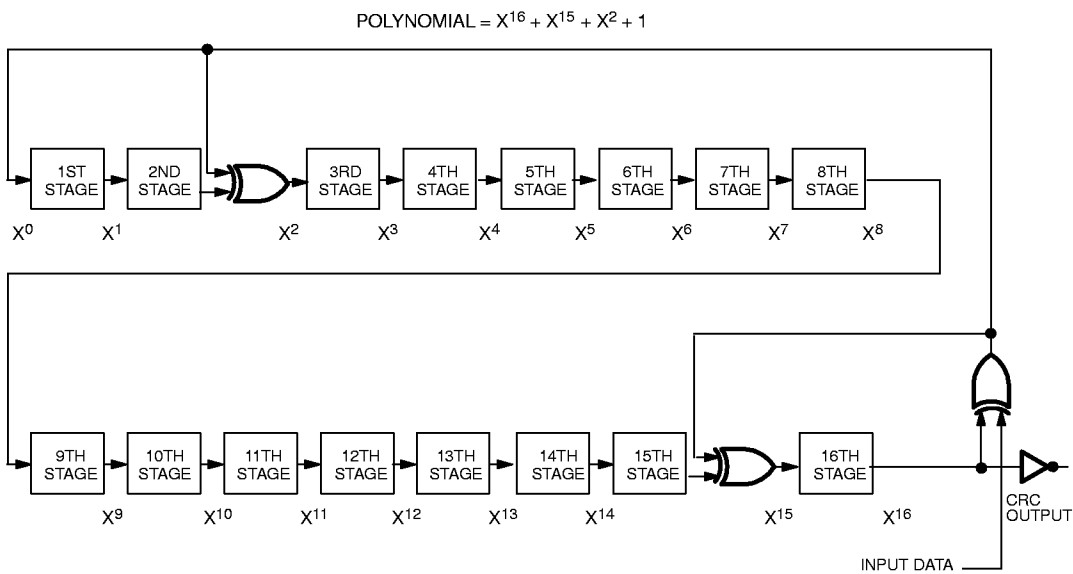 POLYNOMIAL = X¹⁶ + X¹⁵ + X² + 1
1ST STAGE
2ND STAGE
3RD STAGE
4TH STAGE
5TH STAGE
6TH STAGE
7TH STAGE
8TH STAGE
X⁰ X¹ X² X³ X⁴ X⁵ X⁶ X⁷ X⁸
9TH STAGE
10TH STAGE
11TH STAGE
12TH STAGE
13TH STAGE
14TH STAGE
15TH STAGE
16TH STAGE
X⁹ X¹⁰ X¹¹ X¹² X¹³ X¹⁴ X¹⁵ X¹⁶
CRC
OUTPUT
INPUT DATA